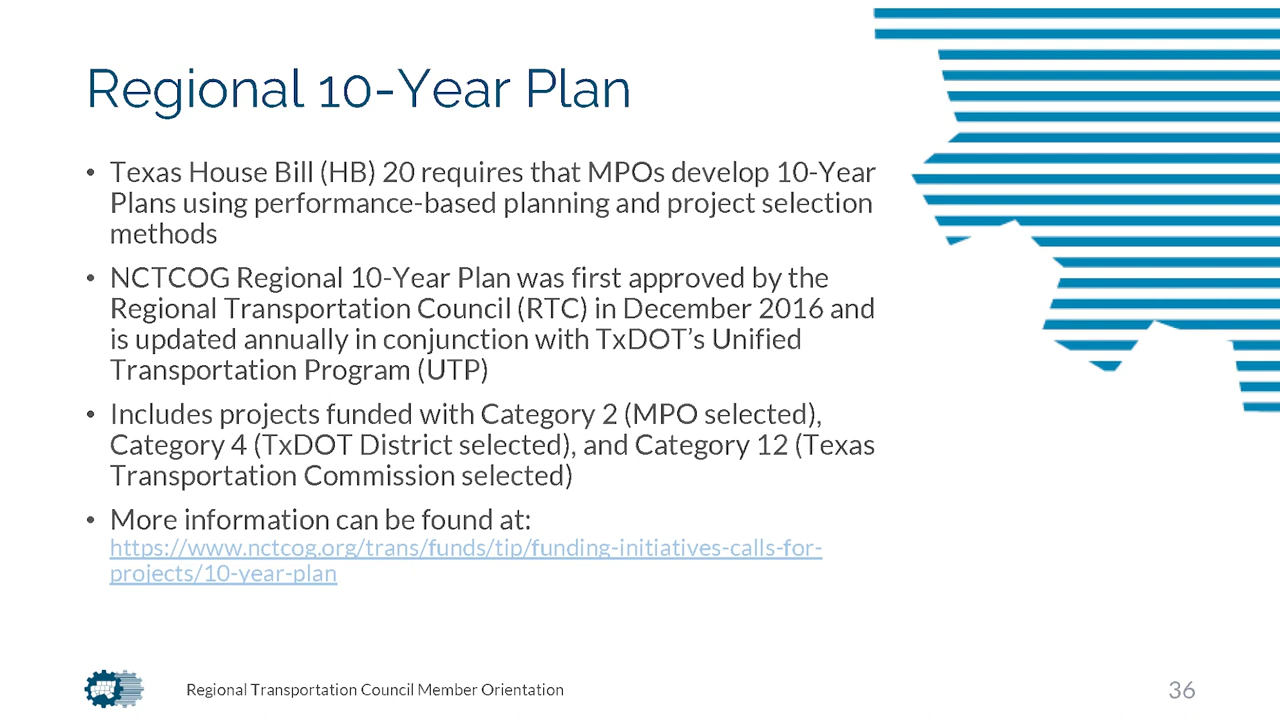 Regional 10-Year Plan
• Texas House Bill (HB) 20 requires that MPOs develop 10-Year
Plans using performance-based planning and project selection
methods
• NCTCOG Regional 10-Year Plan was first approved by the
Regional Transportation Council (RTC) in December 2016 and
is updated annually in conjunction with TxDOT’s Unified
Transportation Program (UTP)
• Includes projects funded with Category 2 (MPO selected),
Category 4 (TxDOT District selected), and Category 12 (Texas
Transportation Commission selected)
• More information can be found at:
https://www.nctcog.org/trans/funds/tip/funding-initiatives-calls-for-
projects/10-year-plan
Regional Transportation Council Member Orientation
36